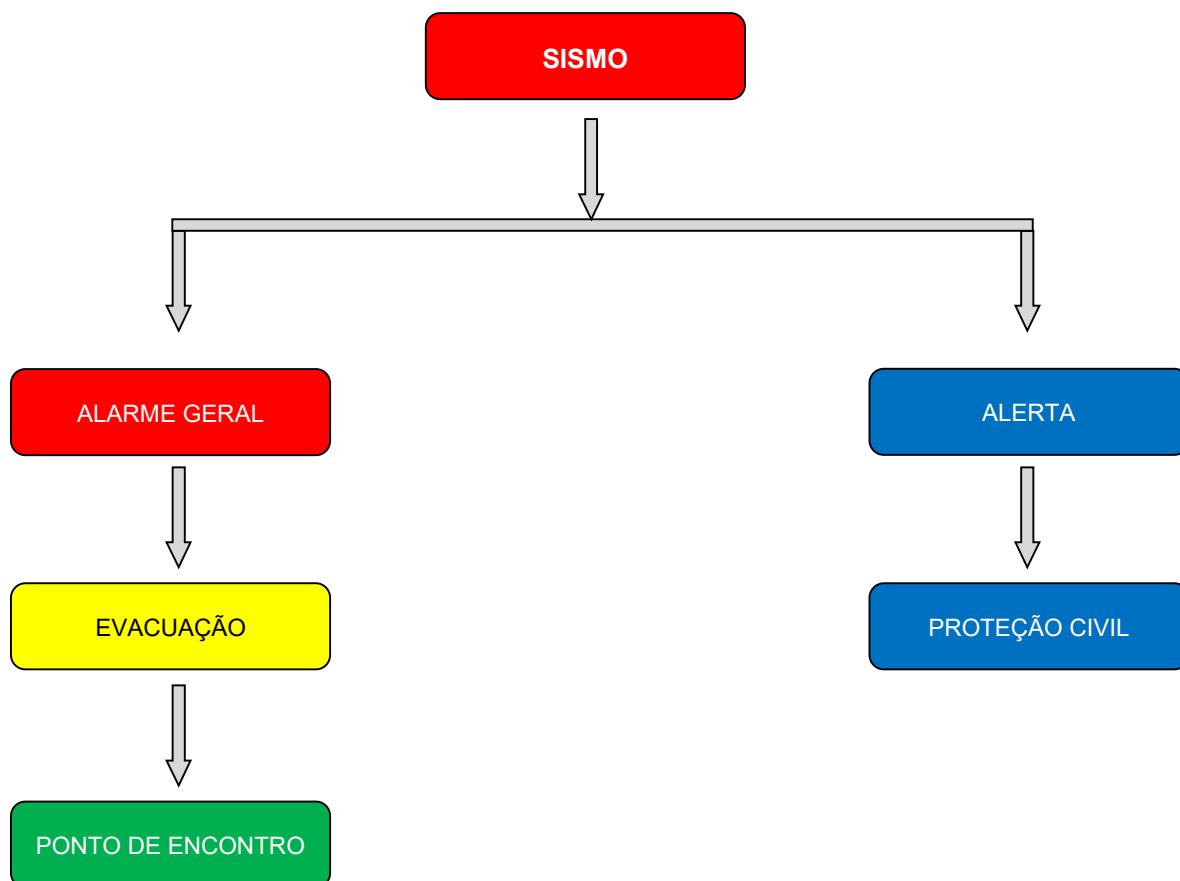 SISMO
ALARME GERAL
ALERTA
EVACUAÇÃO
PROTEÇÃO CIVIL
PONTO DE ENCONTRO